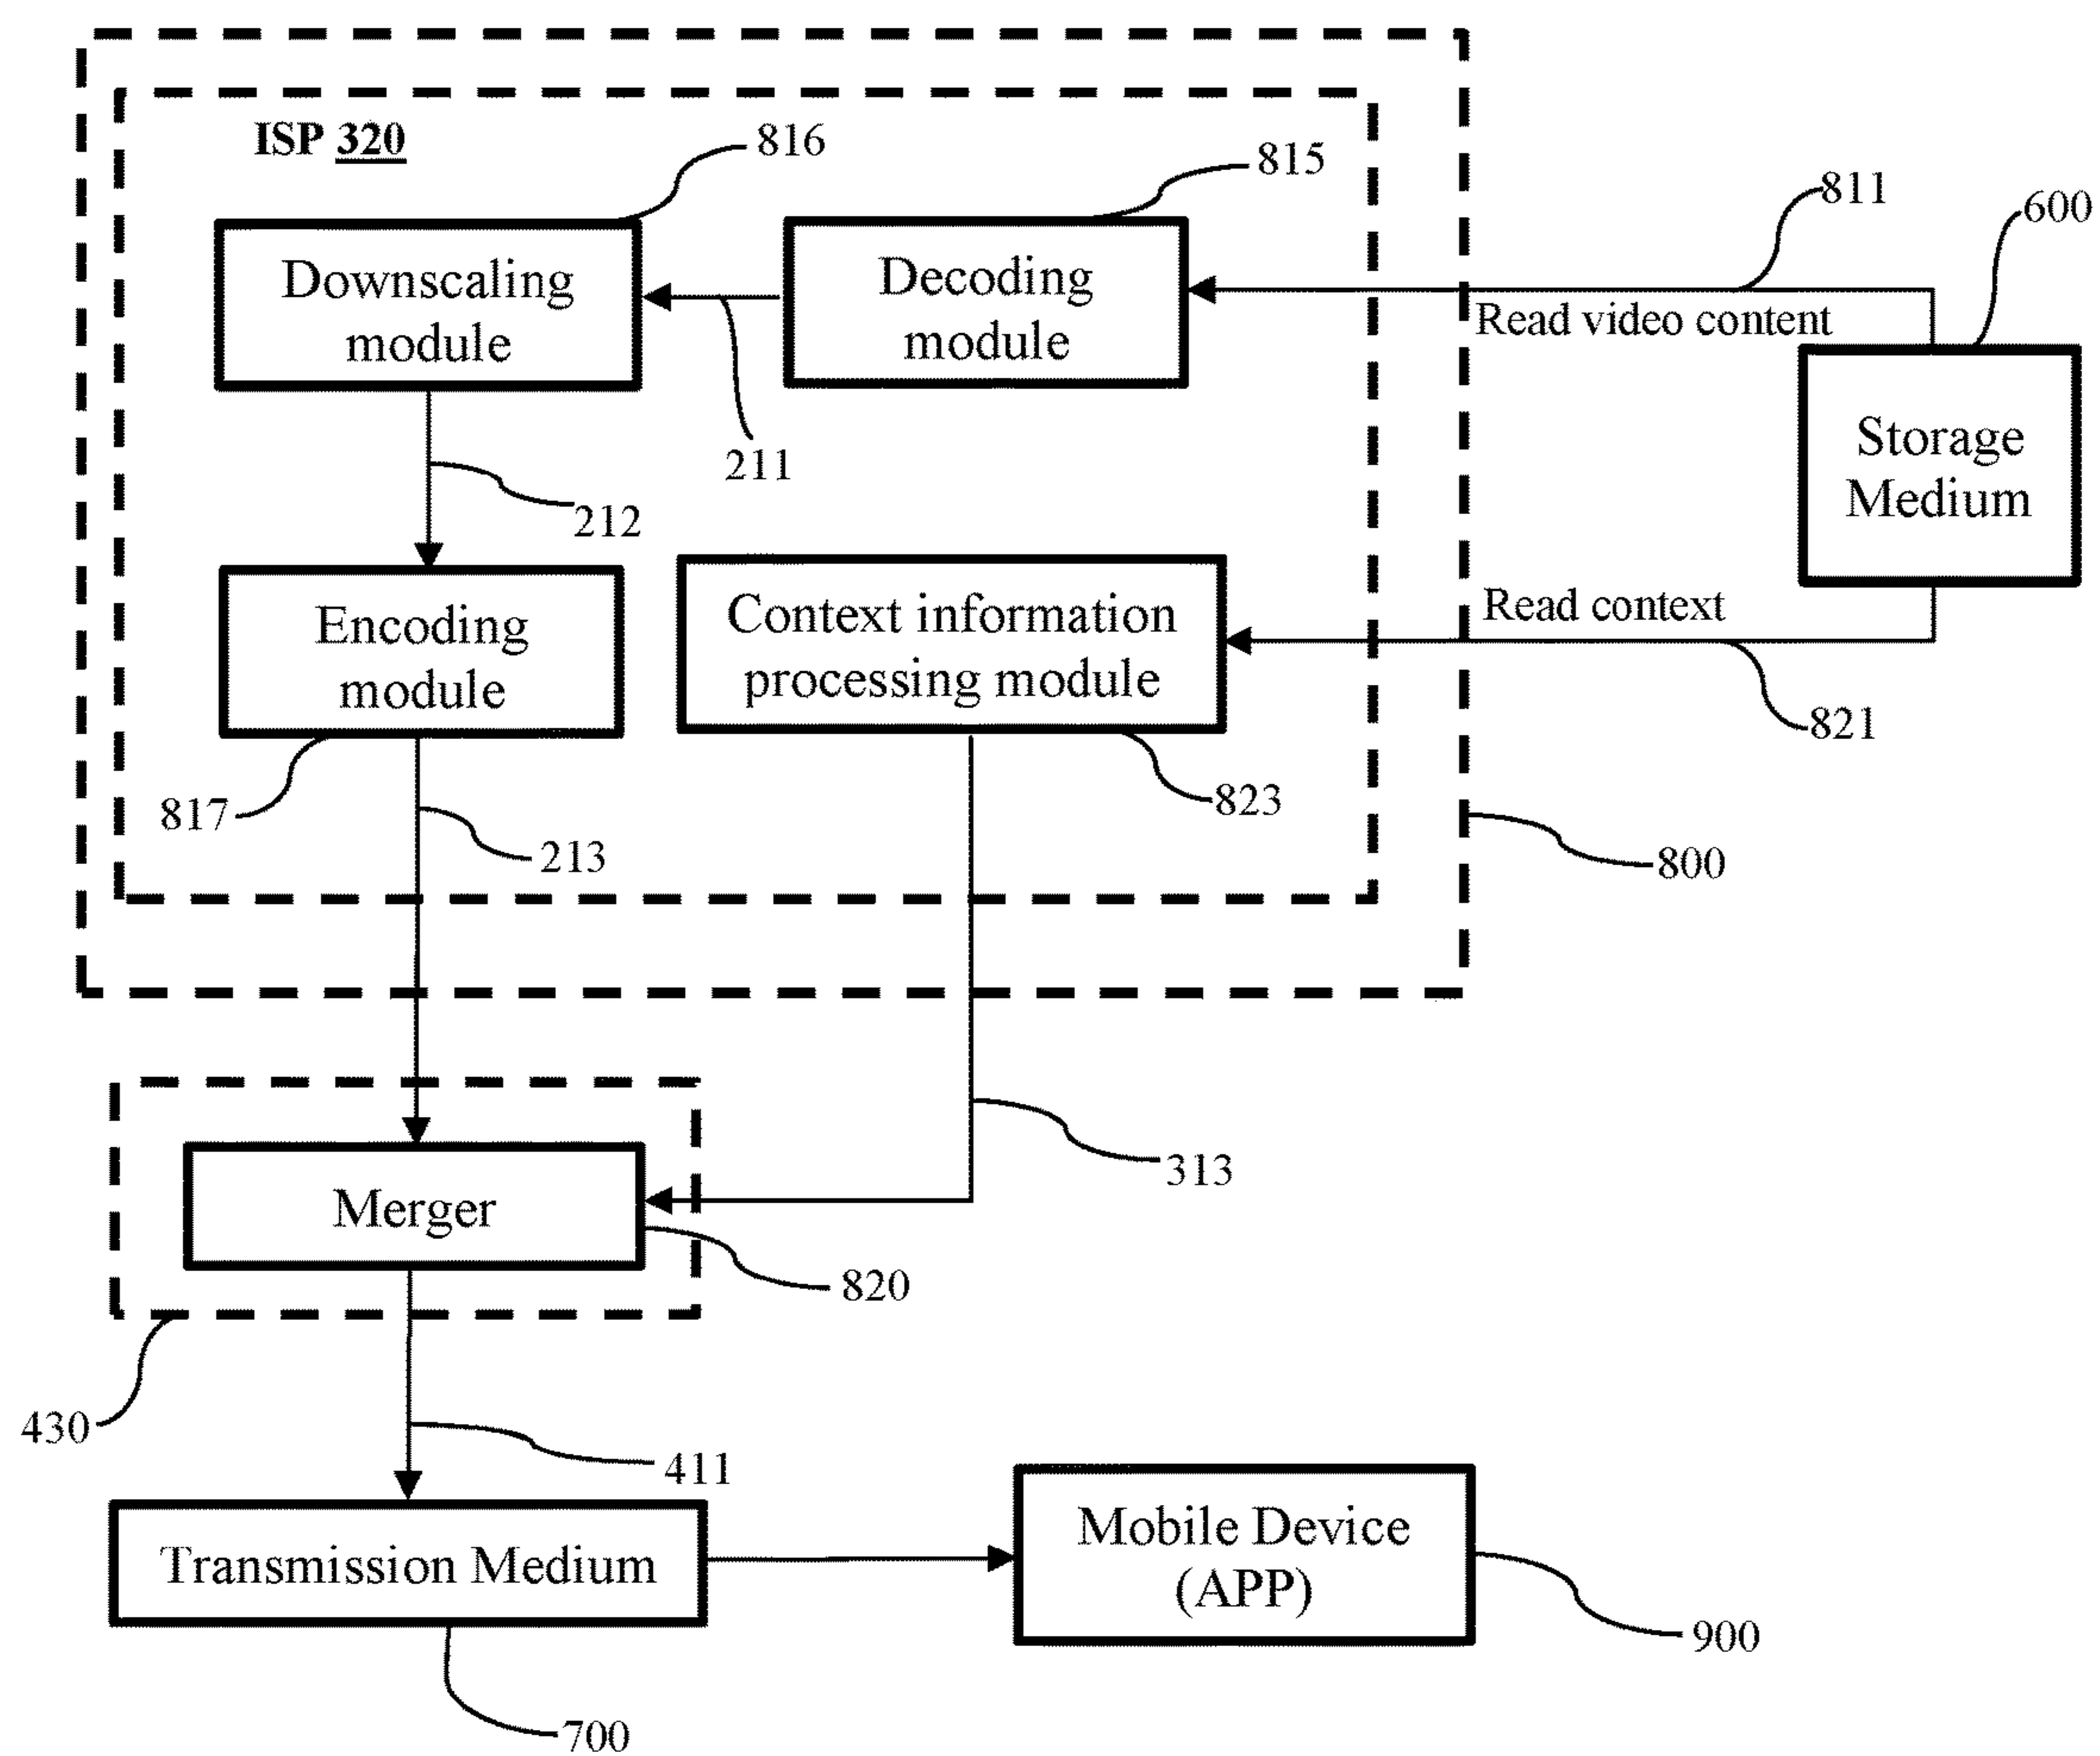 ISP 320
816
815
811
600
Downscaling
module
Decoding
module
Read video content
Storage
Medium
211
212
Encoding
module
Context information
processing module
Read context
821
817
213
823
800
313
Merger
820
430
411
Transmission Medium
Mobile Device
(APP)
900
700